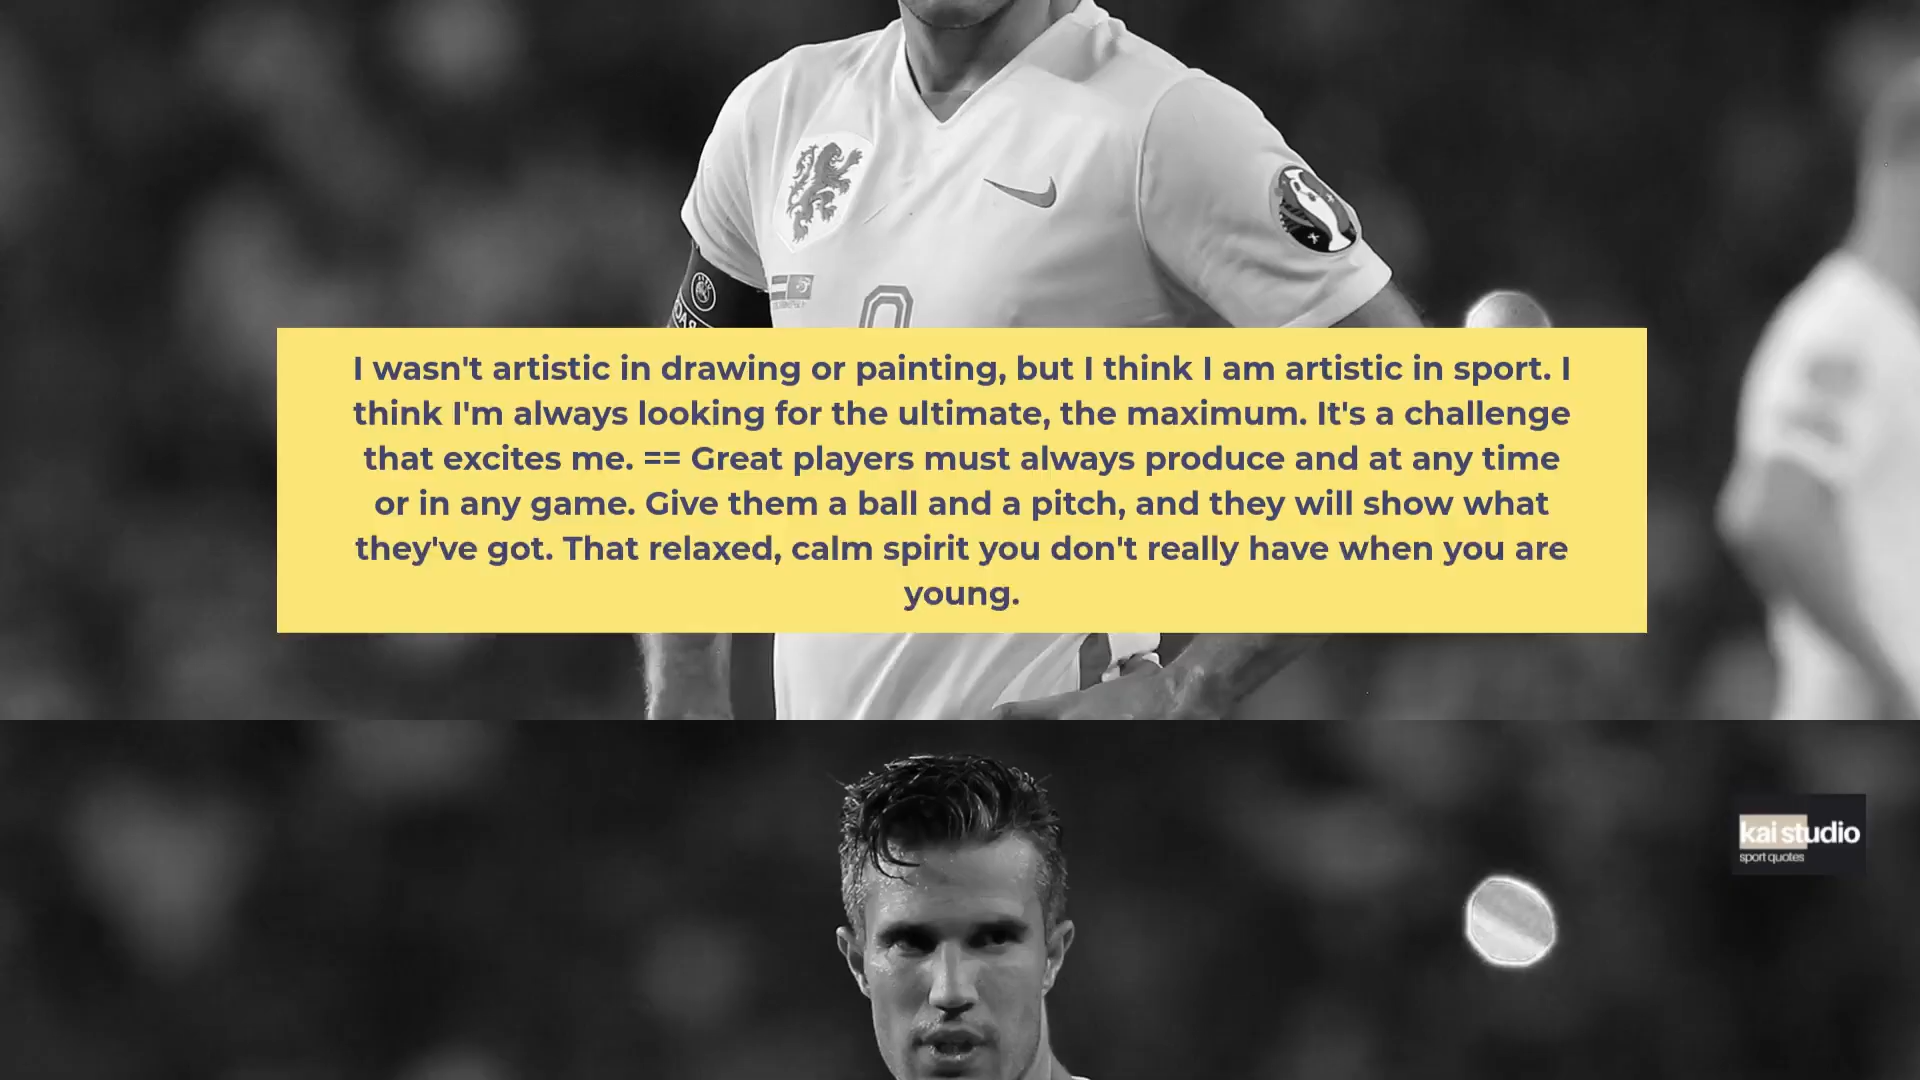 I wasn't artistic in drawing or painting, but I think I am artistic in sport. I
think I'm always looking for the ultimate, the maximum. It's a challenge
that excites me. == Great players must always produce and at any time
or in any game. Give them a ball and a pitch, and they will show what
they've got. That relaxed, calm spirit you don't really have when you are
young.
kai studio
sport quotes